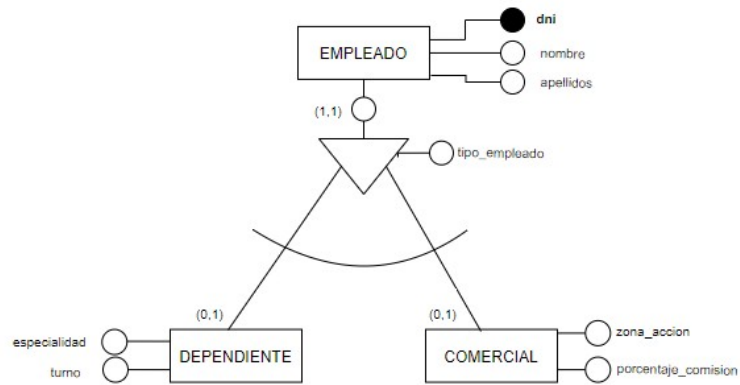 dni
EMPLEADO
nombre
apellidos
(1,1)
tipo_empleado
(0,1)
(0,1)
especialidad
zona_accion
DEPENDIENTE
COMERCIAL
turno
porcentaje_comision